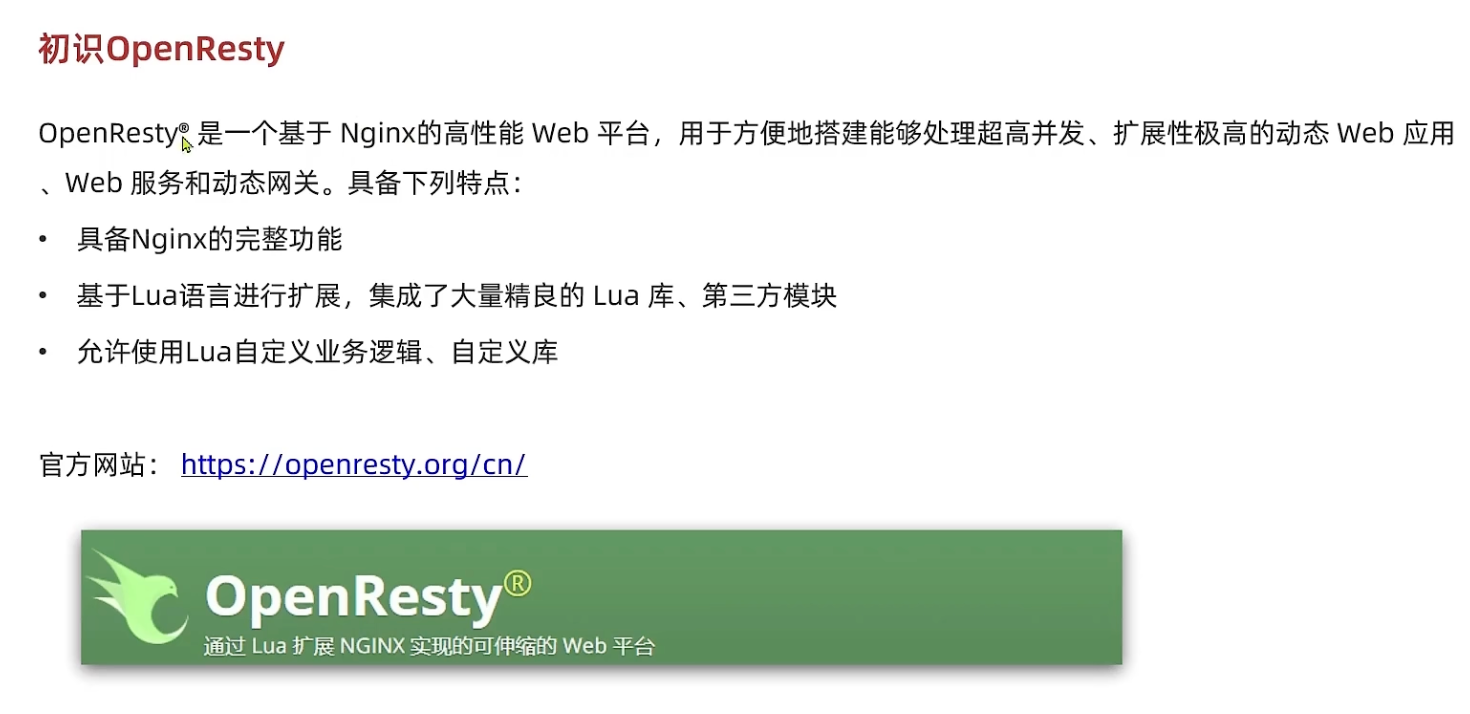 初识OpenResty
OpenResty® 是一个基于 Nginx的高性能 Web 平台，用于方便地搭建能够处理超高并发、扩展性极高的动态 Web 应用
、Web 服务和动态网关。具备下列特点：
• 具备Nginx的完整功能
• 基于Lua语言进行扩展，集成了大量精良的 Lua 库、第三方模块
• 允许使用Lua自定义业务逻辑、自定义库
官方网站： https://openresty.org/cn/
OpenResty®
通过 Lua 扩展 NGINX 实现的可伸缩的 Web 平台